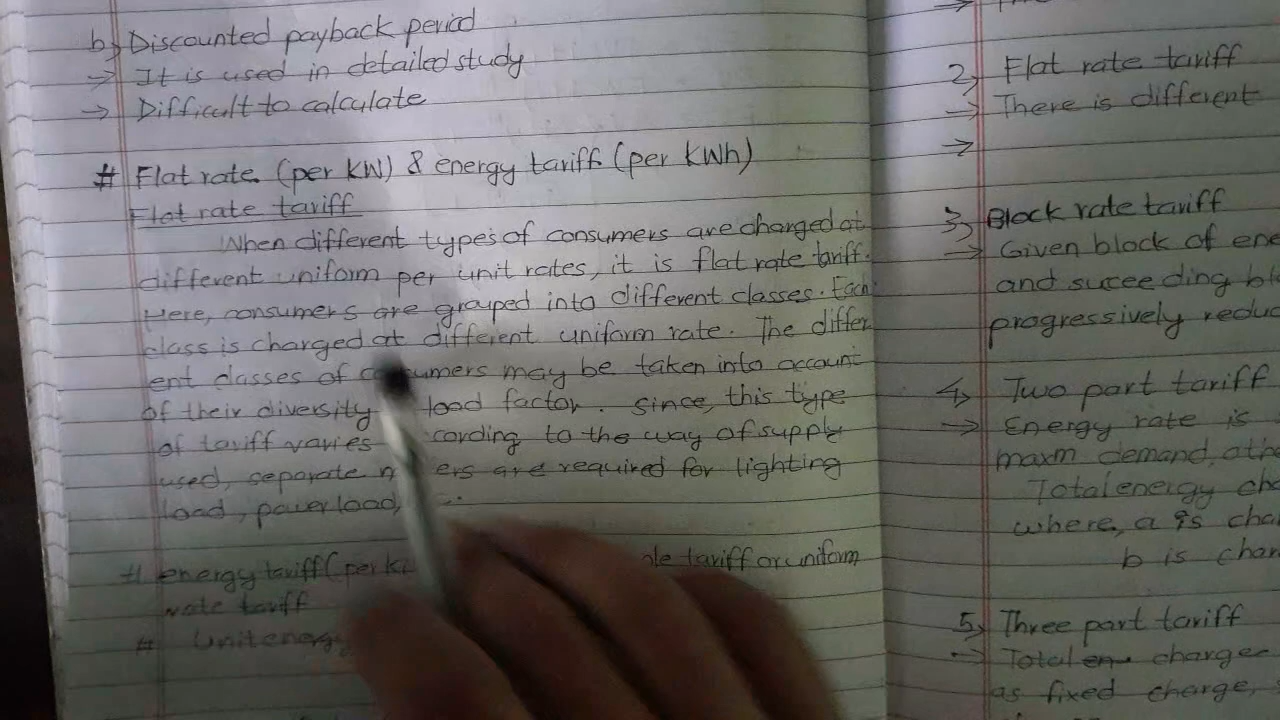 b, Discounted payback period
→ It is used in detailed study
→ Difficult to calculate
# Flat rate (per KW) & energy tariff (per KWh)
Flat rate tariff
When different types of consumers are charged at
different uniform per unit rates, it is flat rate tariff.
Here, consumers are grouped into different classes. Each
class is charged at different uniform rate. The differ
ent classes of consumers may be taken into account
of their diversity load factor. Since, this type
of tariff varies according to the way of supply
used, separate are required for lighting
load, power load,
# energy tariff (per tariff or uniform
rate tariff
# Unit energy
→
2, Flat rate tariff
→ There is different
→
3, Block rate tariff
→ Given block of ene
and suceeding bl
progressively reduc
4, Two part tariff
→ Energy rate is
maxm demand, othe
Total energy cha
where, a is cha
b is char
5, Three part tariff
→ Total charge
as fixed charge,